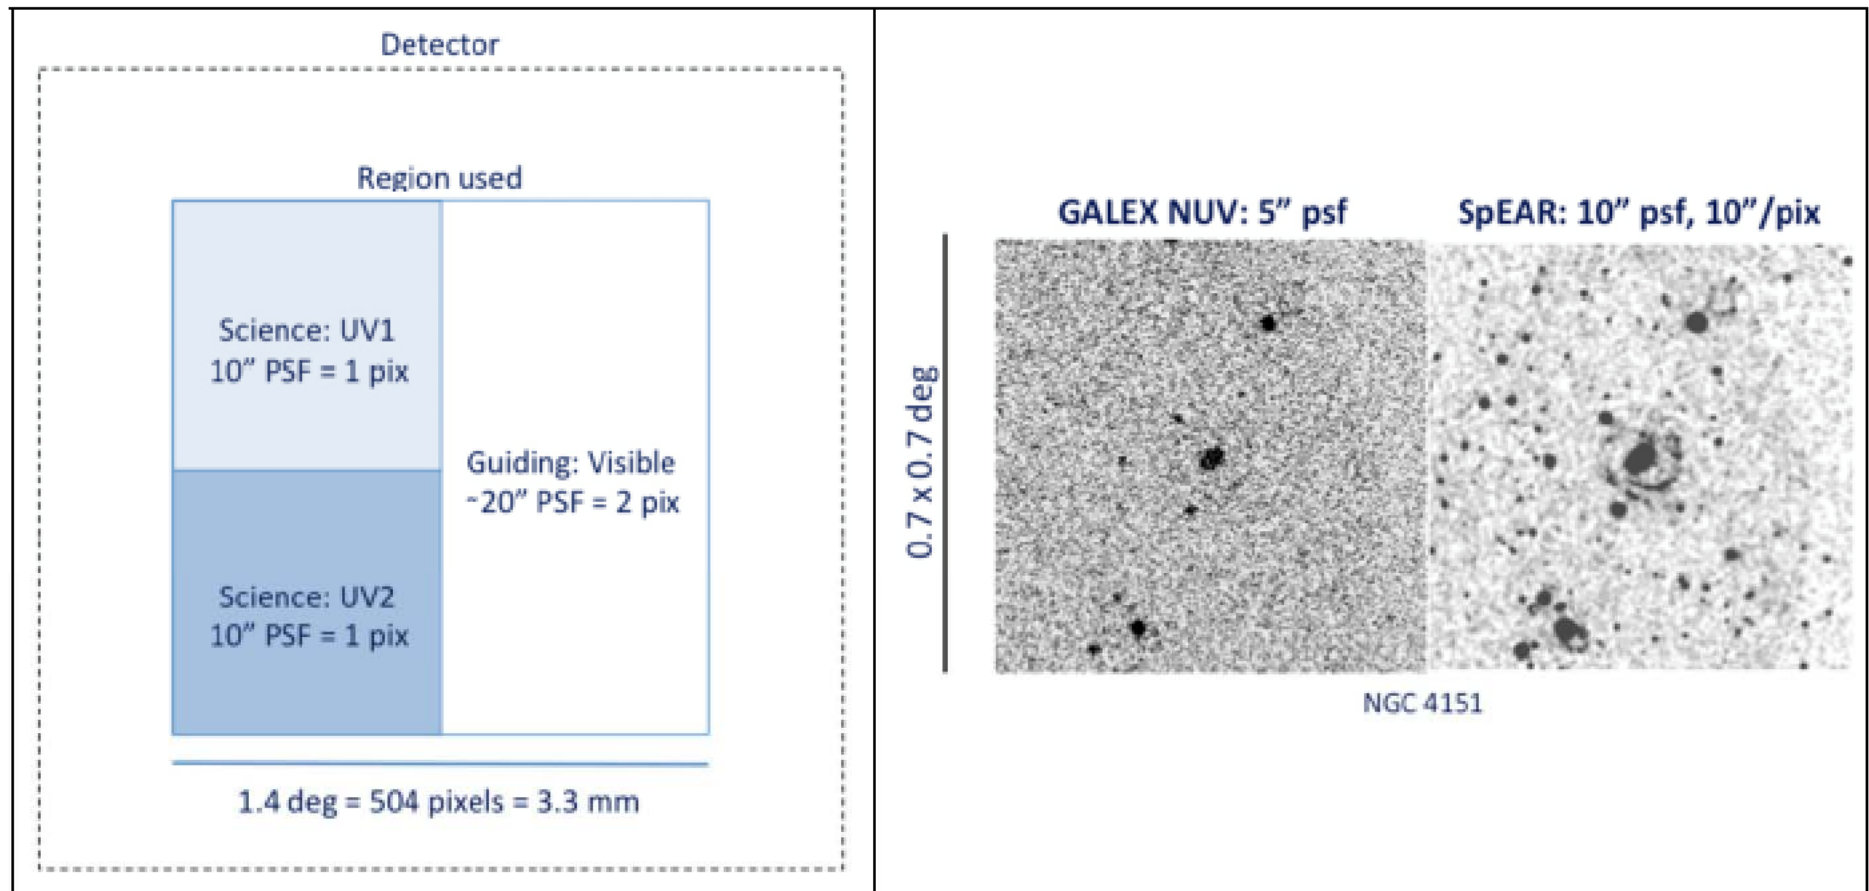 Detector
Region used
Science: UV1
10” PSF = 1 pix
Guiding: Visible
~20” PSF = 2 pix
Science: UV2
10” PSF = 1 pix
1.4 deg = 504 pixels = 3.3 mm
GALEX NUV: 5” psf
SpEAR: 10” psf, 10”/pix
0.7 x 0.7 deg
NGC 4151